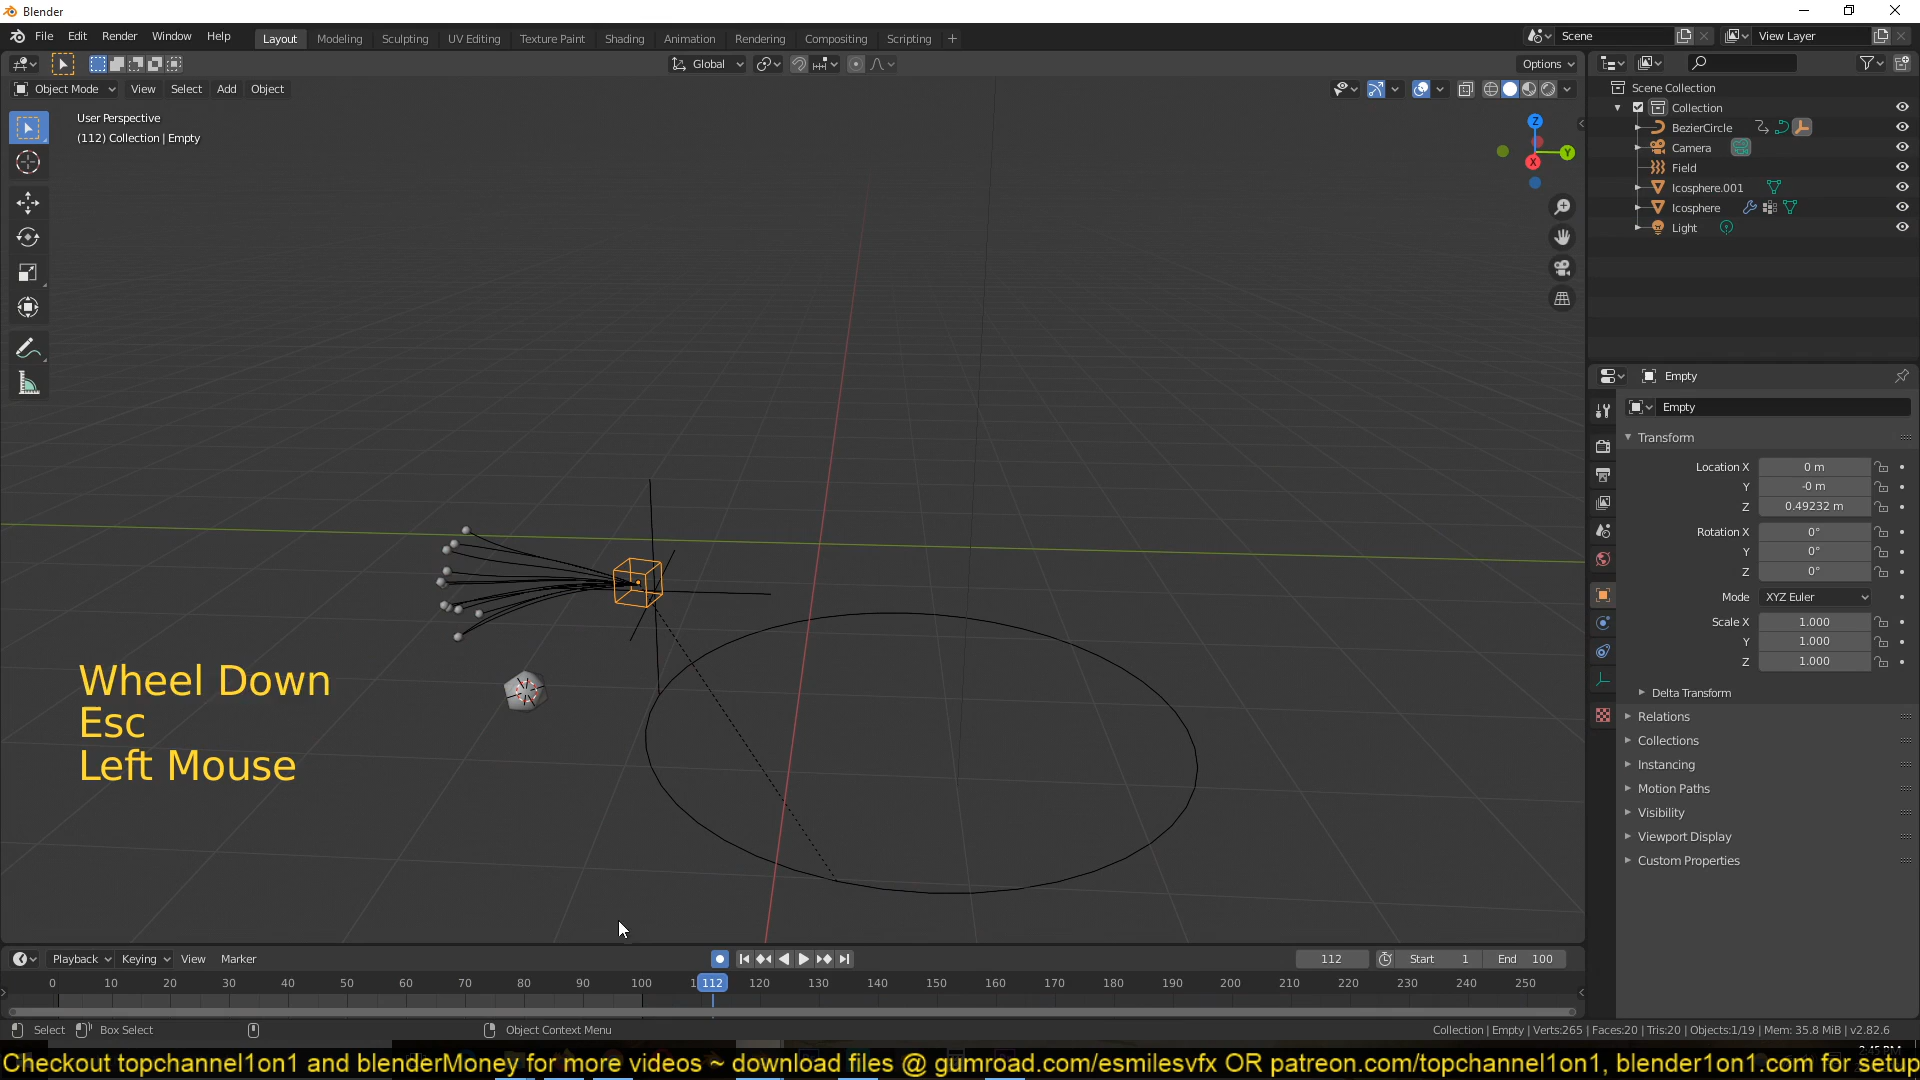 Blender
File Edit Render Window Help Layout Modeling Sculpting UV Editing Texture Paint Shading Animation Rendering Compositing Scripting + Scene View Layer
Global Options
Object Mode View Select Add Object
User Perspective
(112) Collection | Empty
Z
Y
X
Scene Collection
Collection
BezierCircle
Camera
Field
Icosphere.001
Icosphere
Light
Empty
Empty
Transform
Location X 0 m
Y -0 m
Z 0.49232 m
Rotation X 0°
Y 0°
Z 0°
Mode XYZ Euler
Scale X 1.000
Y 1.000
Z 1.000
Delta Transform
Relations
Collections
Instancing
Motion Paths
Visibility
Viewport Display
Custom Properties
Wheel Down
Esc
Left Mouse
Playback Keying View Marker 112 Start 1 End 100
0 10 20 30 40 50 60 70 80 90 100 112 120 130 140 150 160 170 180 190 200 210 220 230 240 250
Select Box Select Object Context Menu Collection | Empty | Verts:265 | Faces:20 | Tris:20 | Objects:1/19 | Mem: 35.8 MiB | v2.82.6
Checkout topchannel1on1 and blenderMoney for more videos ~ download files @ gumroad.com/esmilesvfx OR patreon.com/topchannel1on1, blender1on1.com for setup